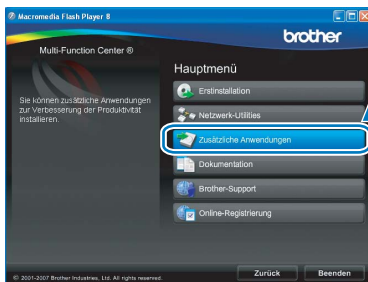 Macromedia Flash Player 8
brother
Multi-Function Center ®
Hauptmenü
Sie können zusätzliche Anwendungen
zur Verbesserung der Produktivität
installieren.
Erstinstallation
Netzwerk-Utilities
Zusätzliche Anwendungen
Dokumentation
Brother-Support
Online-Registrierung
© 2001-2007 Brother Industries, Ltd. All rights reserved.
Zurück
Beenden